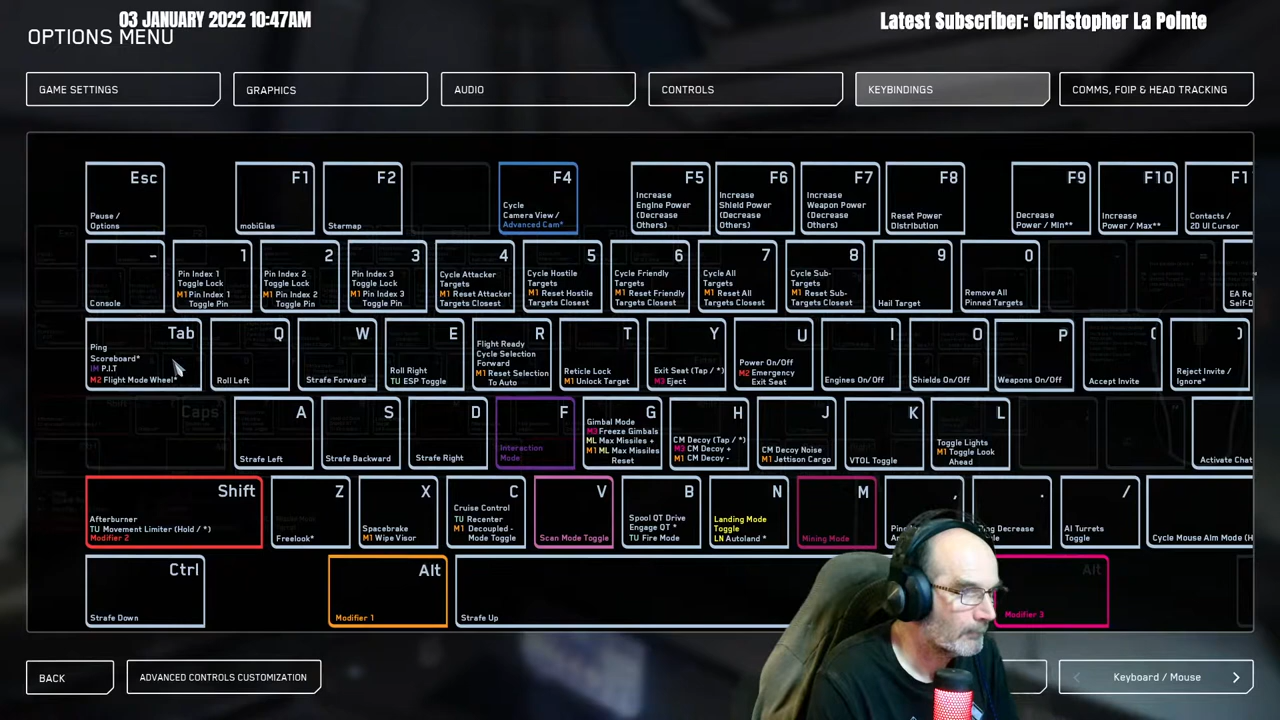 03 JANUARY 2022 10:47AM
Latest Subscriber: Christopher La Pointe
OPTIONS MENU
GAME SETTINGS
GRAPHICS
AUDIO
CONTROLS
KEYBINDINGS
COMMS, FOIP & HEAD TRACKING
Esc
Pause /
Options
F1
mobiGlas
F2
Starmap
F4
Cycle
Camera View /
Advanced Cam*
F5
Increase
Engine Power
(Decrease
Others)
F6
Increase
Shield Power
(Decrease
Others)
F7
Increase
Weapon Power
(Decrease
Others)
F8
Reset Power
Distribution
F9
Decrease
Power / Min**
F10
Increase
Power / Max**
Contacts /
2D UI Cursor
~
Console
1
Pin Index 1
Toggle Lock
M1 Pin Index 1
Toggle Pin
2
Pin Index 2
Toggle Lock
M1 Pin Index 2
Toggle Pin
3
Pin Index 3
Toggle Lock
M1 Pin Index 3
Toggle Pin
4
Cycle Attacker
Targets
M1 Reset Attacker
Targets Closest
5
Cycle Hostile
Targets
M1 Reset Hostile
Targets Closest
6
Cycle Friendly
Targets
M1 Reset Friendly
Targets Closest
7
Cycle All
Targets
M1 Reset All
Targets Closest
8
Cycle Sub-
Targets
M1 Reset Sub-
Targets Closest
9
Hail Target
0
Remove All
Pinned Targets
Tab
Ping
Scoreboard*
IM P.I.T
M2 Flight Mode Wheel*
Q
Roll Left
W
Strafe Forward
E
Roll Right
TU ESP Toggle
R
Flight Ready
Cycle Selection
Forward
M1 Reset Selection
To Auto
T
Reticle Lock
M1 Unlock Target
Y
Exit Seat (Tap / *)
M3 Eject
U
Power On/Off
M2 Emergency
Exit Seat
I
Engines On/Off
O
Shields On/Off
P
Weapons On/Off
(
Accept Invite
)
Reject Invite /
Ignore*
Caps
A
Strafe Left
S
Strafe Backward
D
Strafe Right
F
Interaction
Mode
G
Gimbal Mode
M3 Freeze Gimbals
ML Max Missiles +
M1 ML Max Missiles
Reset
H
CM Decoy (Tap / *)
M3 CM Decoy +
M1 CM Decoy -
J
CM Decoy Noise
M1 Jettison Cargo
K
VTOL Toggle
L
Toggle Lights
M1 Toggle Look
Ahead
Activate Chat
Shift
Afterburner
TU Movement Limiter (Hold / *)
Modifier 2
Z
Freelook*
X
Spacebrake
M1 Wipe Visor
C
Cruise Control
TU Recenter
M1 Decoupled -
Mode Toggle
V
Scan Mode Toggle
B
Spool QT Drive
Engage QT *
TU Fire Mode
N
Landing Mode
Toggle
LN Autoland *
M
Mining Mode
,
.
Decrease
/
AI Turrets
Toggle
Cycle Mouse Aim Mode (H
Ctrl
Strafe Down
Alt
Modifier 1
Strafe Up
Alt
Modifier 3
BACK
ADVANCED CONTROLS CUSTOMIZATION
Keyboard / Mouse